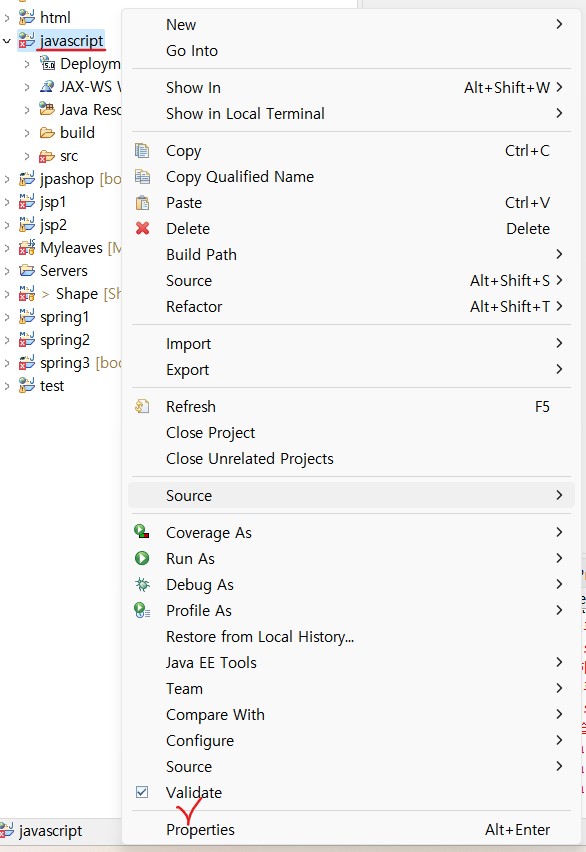 html
javascript
Deploym
JAX-WS
Java Res
build
src
jpashop [bo
jsp1
jsp2
Myleaves [M
Servers
> Shape [Sh
spring1
spring2
spring3 [boo
test
New
Go Into
Show In Alt+Shift+W
Show in Local Terminal
Copy Ctrl+C
Copy Qualified Name
Paste Ctrl+V
Delete Delete
Build Path
Source Alt+Shift+S
Refactor Alt+Shift+T
Import
Export
Refresh F5
Close Project
Close Unrelated Projects
Source
Coverage As
Run As
Debug As
Profile As
Restore from Local History...
Java EE Tools
Team
Compare With
Configure
Source
Validate
Properties Alt+Enter
javascript